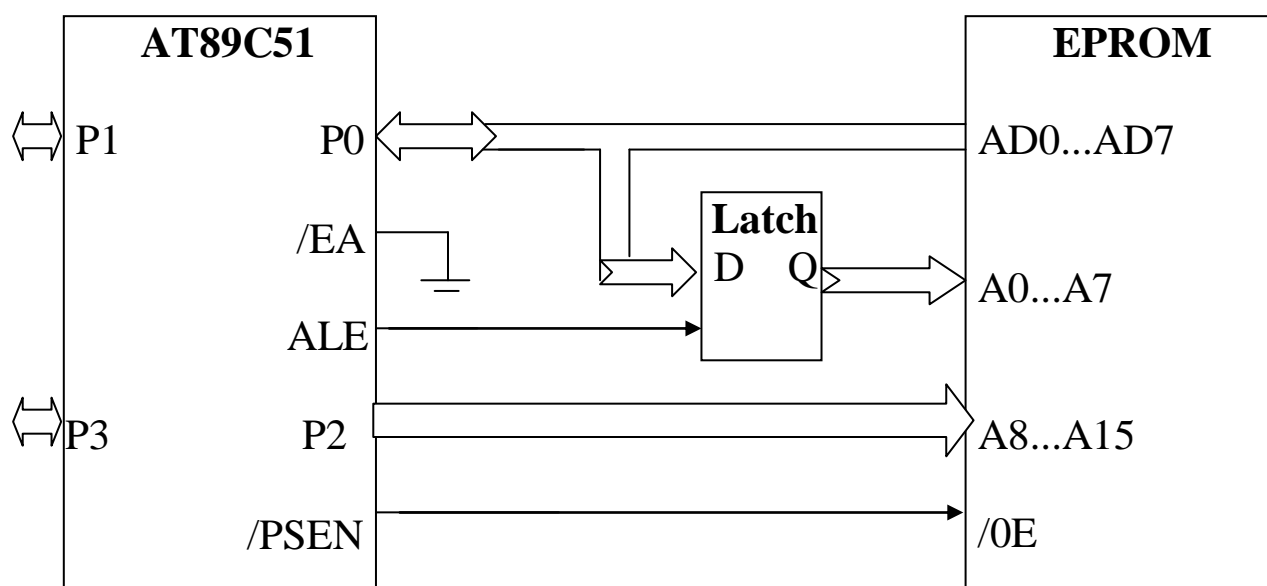 AT89C51 EPROM
P1 P0 AD0...AD7
Latch
/EA D Q
A0...A7
ALE
P3 P2 A8...A15
/PSEN /0E